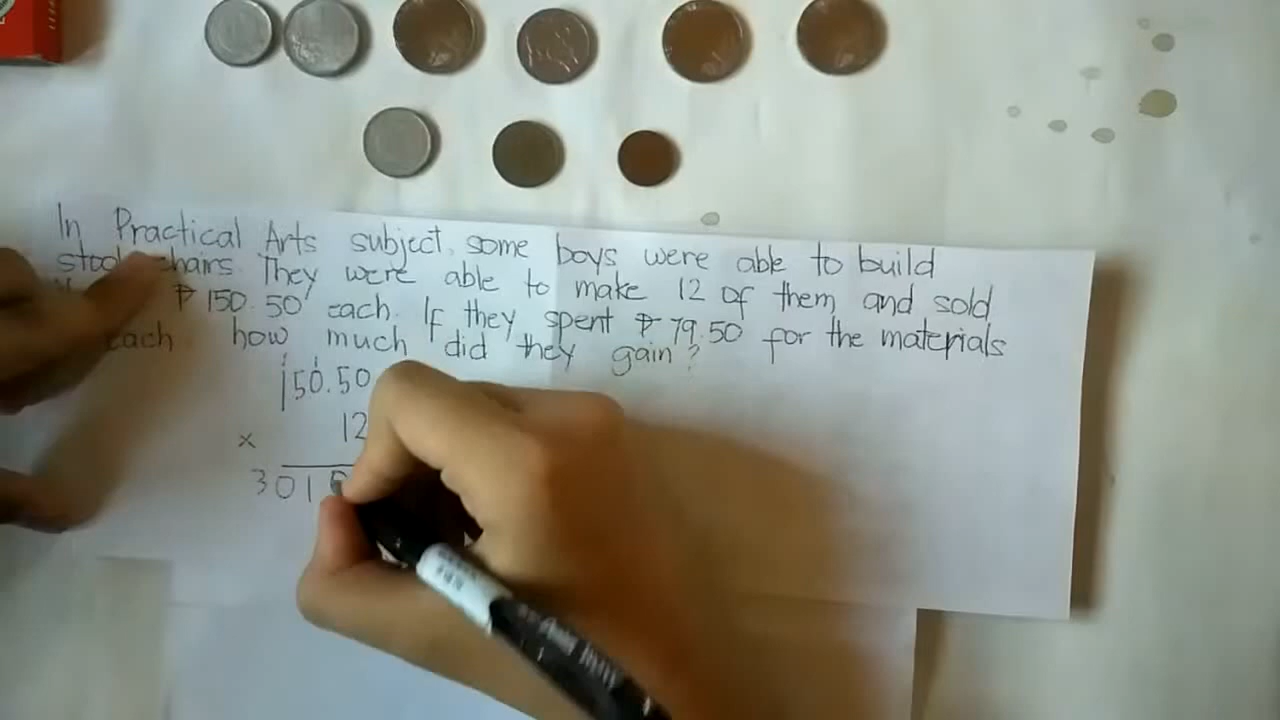 In Practical Arts subject, some boys were able to build
stool chairs. They were able to make 12 of them and sold
₱ 150.50 each. If they spent ₱ 79.50 for the materials
each how much did they gain?
150.50
x 12
301